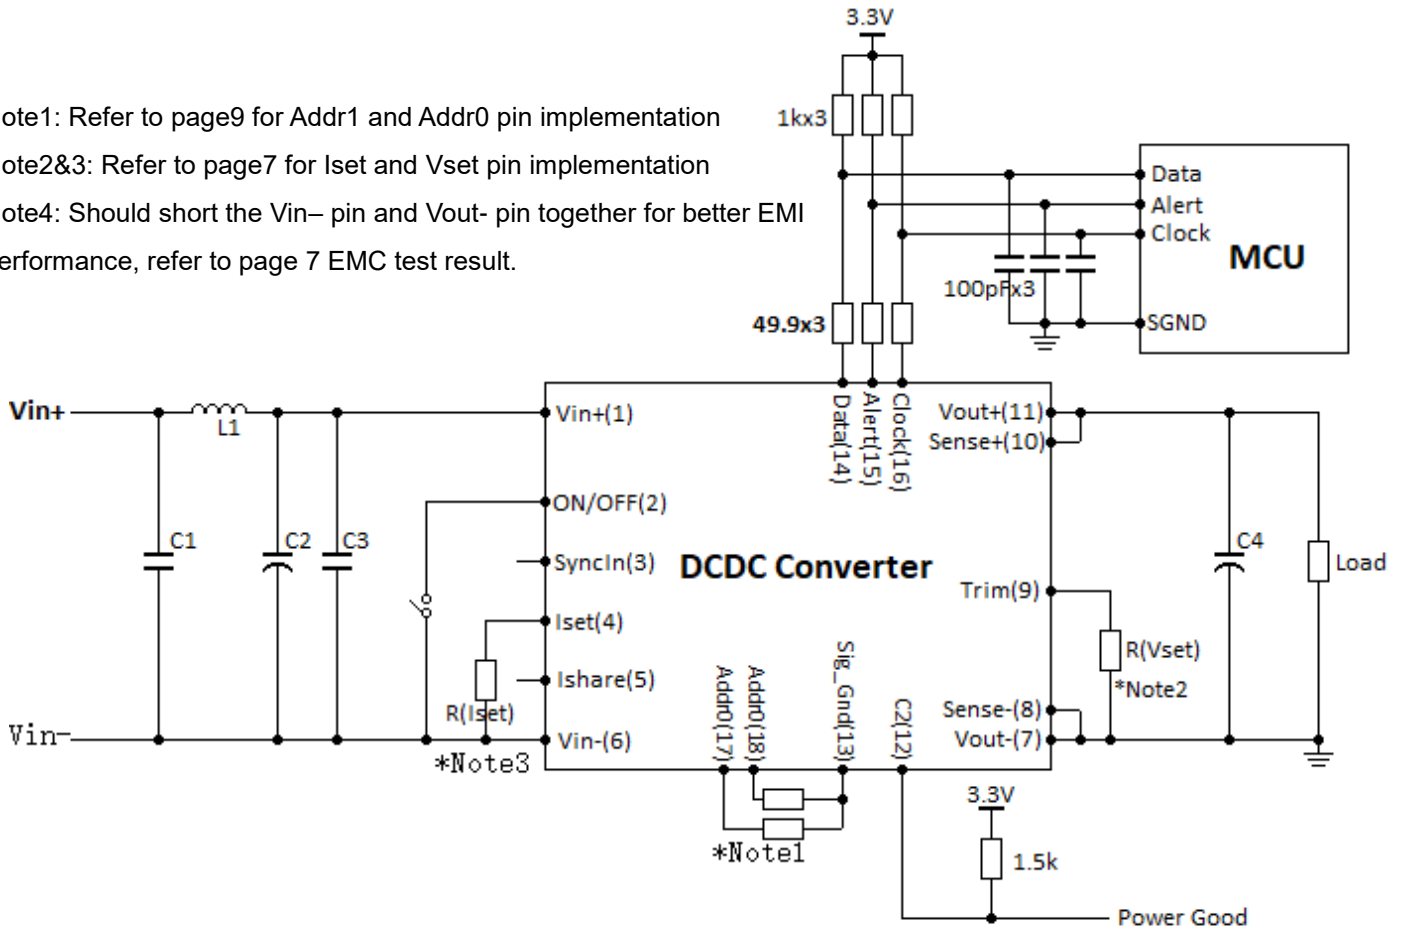 3.3V
ote1: Refer to page9 for Addr1 and Addr0 pin implementation
1kx3
ote2&3: Refer to page7 for Iset and Vset pin implementation
Data
ote4: Should short the Vin– pin and Vout- pin together for better EMI
Alert
Clock
MCU
erformance, refer to page 7 EMC test result.
100pFx3
49.9x3
SGND
Vin+
L1
Vin+(1)
Data(14)
Alert(15)
Clock(16)
Vout+(11)
Sense+(10)
ON/OFF(2)
C1
C2
C3
SyncIn(3)
DCDC Converter
C4
Load
Trim(9)
Iset(4)
R(Vset)
*Note2
Ishare(5)
R(Iset)
Addr0(17)
Addr0(18)
Sig_Gnd(13)
C2(12)
Sense-(8)
Vout-(7)
Vin-
Vin-(6)
*Note3
3.3V
*Note1
1.5k
Power Good